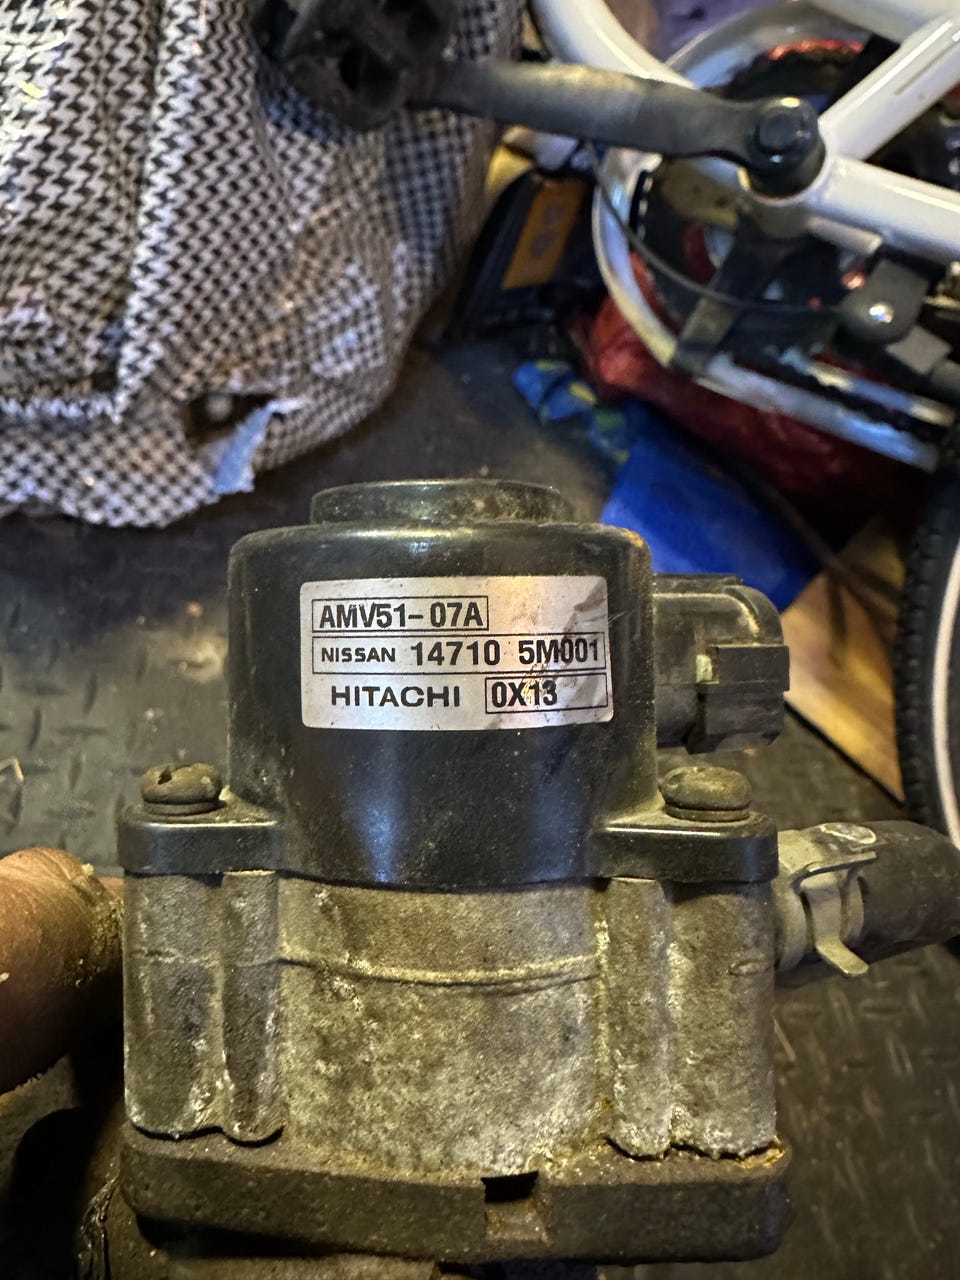 AMV51-07A
NISSAN 14710 5M001
HITACHI 0X13